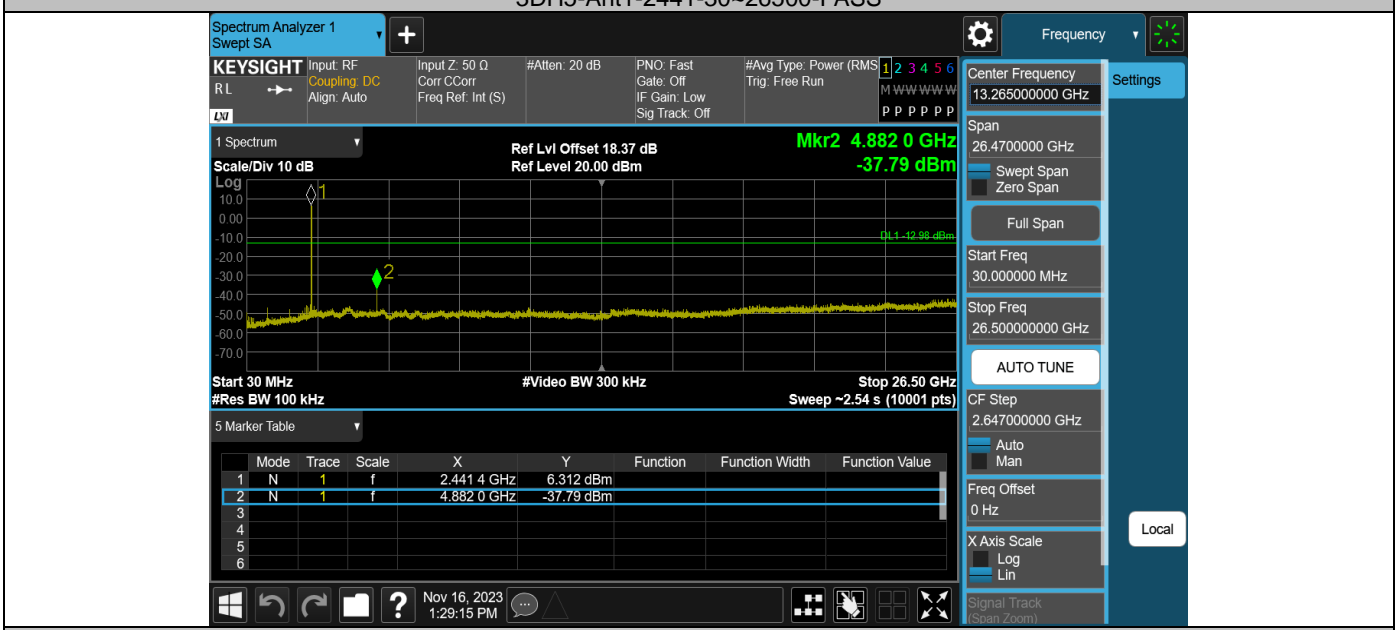 3DH5-Ant1-2441-30~26500-PASS
Spectrum Analyzer 1
Swept SA
+
Frequency
KEYSIGHT
RL
LXI
Input: RF
Coupling: DC
Align: Auto
Input Z: 50 Ω
Corr CCorr
Freq Ref: Int (S)
#Atten: 20 dB
PNO: Fast
Gate: Off
IF Gain: Low
Sig Track: Off
#Avg Type: Power (RMS
Trig: Free Run
1 2 3 4 5 6
M W W W W W
P P P P P P
1 Spectrum
Scale/Div 10 dB
Ref Lvl Offset 18.37 dB
Ref Level 20.00 dBm
Mkr2 4.882 0 GHz
-37.79 dBm
Log
10.0
0.00
-10.0
-20.0
-30.0
-40.0
-50.0
-60.0
-70.0
1
2
DL1 -12.98 dBm
Start 30 MHz
#Res BW 100 kHz
#Video BW 300 kHz
Stop 26.50 GHz
Sweep ~2.54 s (10001 pts)
5 Marker Table
Mode Trace Scale X Y Function Function Width Function Value
1 N 1 f 2.441 4 GHz 6.312 dBm
2 N 1 f 4.882 0 GHz -37.79 dBm
3
4
5
6
?
Nov 16, 2023
1:29:15 PM
Center Frequency
13.265000000 GHz
Settings
Span
26.4700000 GHz
Swept Span
Zero Span
Full Span
Start Freq
30.000000 MHz
Stop Freq
26.500000000 GHz
AUTO TUNE
CF Step
2.647000000 GHz
Auto
Man
Freq Offset
0 Hz
Local
X Axis Scale
Log
Lin
Signal Track
(Span Zoom)